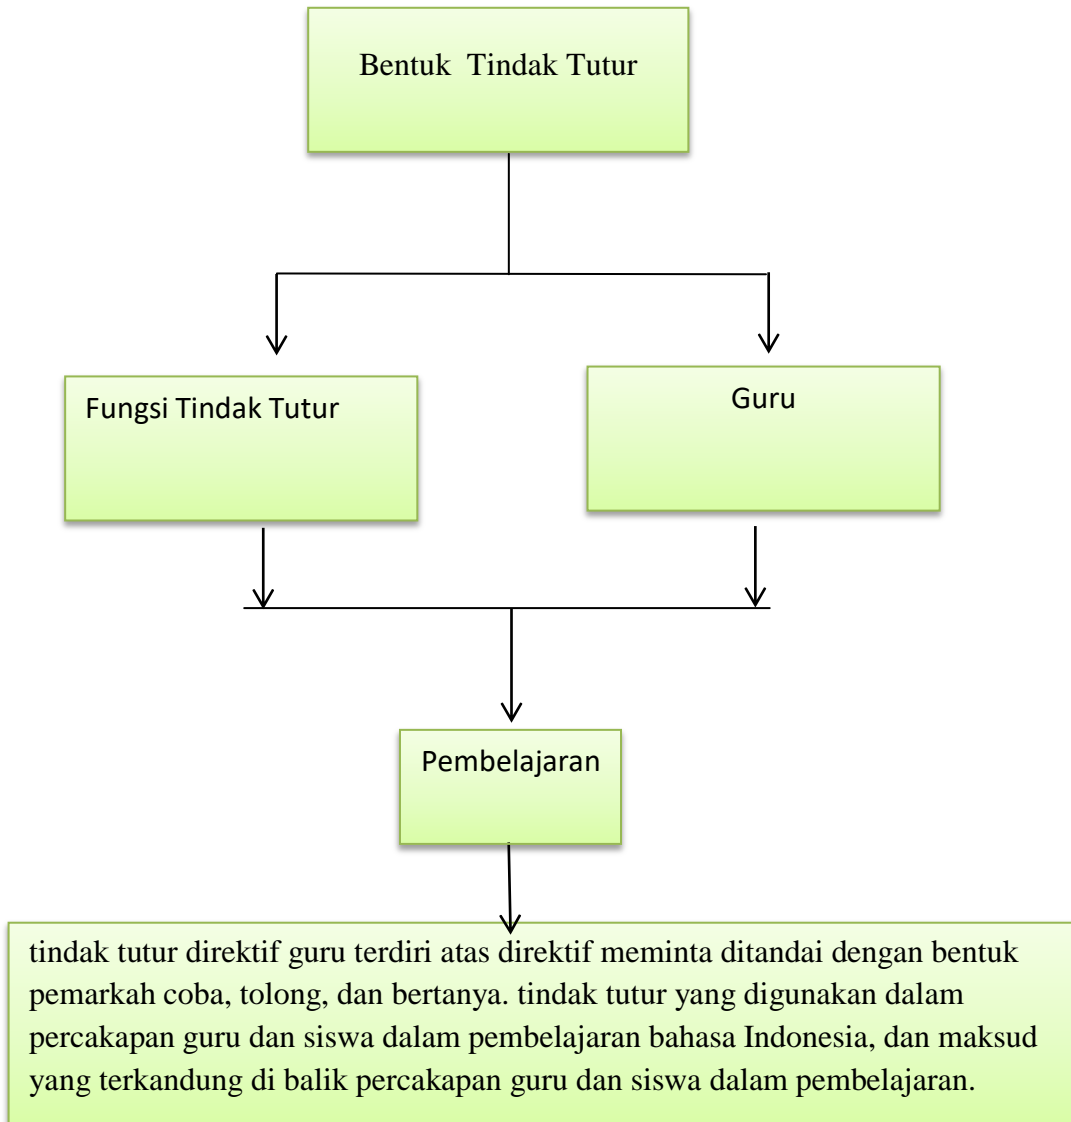 Bentuk Tindak Tutur
Fungsi Tindak Tutur
Guru
Pembelajaran
tindak tutur direktif guru terdiri atas direktif meminta ditandai dengan bentuk
pemarkah coba, tolong, dan bertanya. tindak tutur yang digunakan dalam
percakapan guru dan siswa dalam pembelajaran bahasa Indonesia, dan maksud
yang terkandung di balik percakapan guru dan siswa dalam pembelajaran.